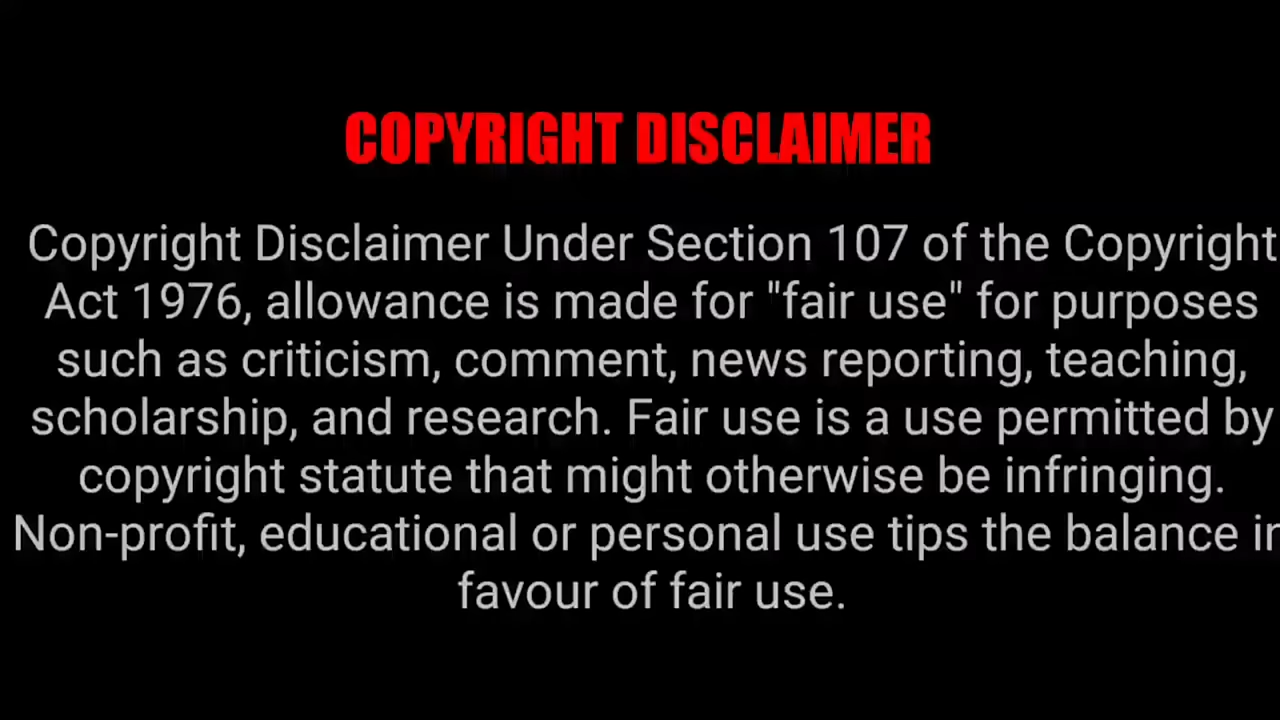 COPYRIGHT DISCLAIMER
Copyright Disclaimer Under Section 107 of the Copyright
Act 1976, allowance is made for "fair use" for purposes
such as criticism, comment, news reporting, teaching,
scholarship, and research. Fair use is a use permitted by
copyright statute that might otherwise be infringing.
Non-profit, educational or personal use tips the balance in
favour of fair use.